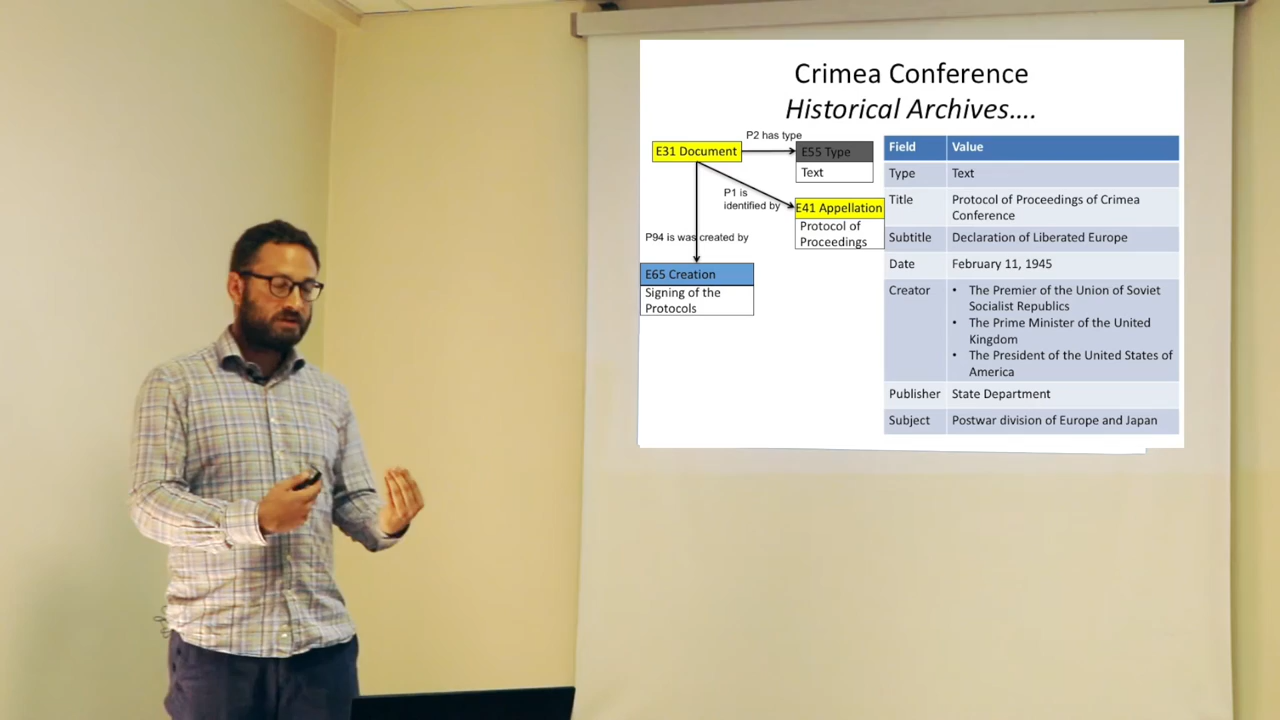 Crimea Conference
Historical Archives....
P2 has type
E31 Document
E55 Type
Text
P1 is
identified by
E41 Appellation
Protocol of
Proceedings
P94 is was created by
E65 Creation
Signing of the
Protocols
Field Value
Type Text
Title Protocol of Proceedings of Crimea
Conference
Subtitle Declaration of Liberated Europe
Date February 11, 1945
Creator • The Premier of the Union of Soviet
Socialist Republics
• The Prime Minister of the United
Kingdom
• The President of the United States of
America
Publisher State Department
Subject Postwar division of Europe and Japan